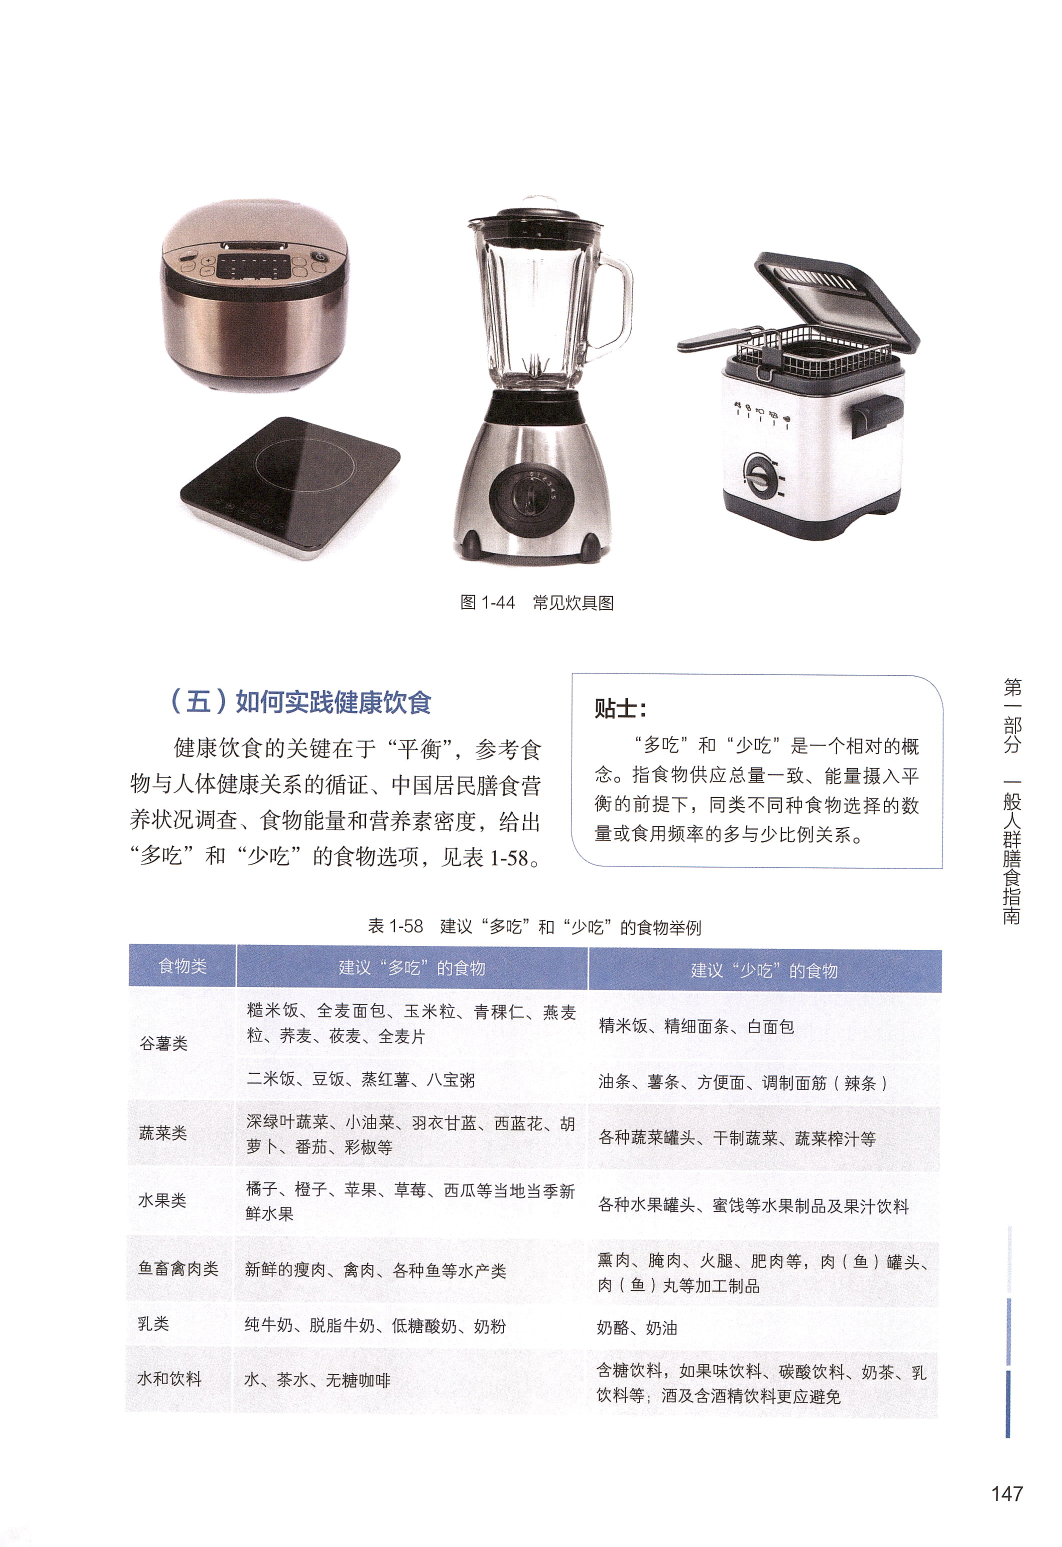 图 1-44 常见炊具图
（五）如何实践健康饮食
健康饮食的关键在于“平衡”，参考食
物与人体健康关系的循证、中国居民膳食营
养状况调查、食物能量和营养素密度，给出
“多吃”和“少吃”的食物选项，见表 1-58。
贴士：
“多吃”和“少吃”是一个相对的概
念。指食物供应总量一致、能量摄入平
衡的前提下，同类不同种食物选择的数
量或食用频率的多与少比例关系。
表 1-58 建议“多吃”和“少吃”的食物举例
食物类 建议“多吃”的食物 建议“少吃”的食物
谷薯类
糙米饭、全麦面包、玉米粒、青稞仁、燕麦
粒、荞麦、莜麦、全麦片
精米饭、精细面条、白面包
二米饭、豆饭、蒸红薯、八宝粥
油条、薯条、方便面、调制面筋（辣条）
蔬菜类
深绿叶蔬菜、小油菜、羽衣甘蓝、西蓝花、胡
萝卜、番茄、彩椒等
各种蔬菜罐头、干制蔬菜、蔬菜榨汁等
水果类
橘子、橙子、苹果、草莓、西瓜等当地当季新
鲜水果
各种水果罐头、蜜饯等水果制品及果汁饮料
鱼畜禽肉类
新鲜的瘦肉、禽肉、各种鱼等水产类
熏肉、腌肉、火腿、肥肉等，肉（鱼）罐头、
肉（鱼）丸等加工制品
乳类
纯牛奶、脱脂牛奶、低糖酸奶、奶粉
奶酪、奶油
水和饮料
水、茶水、无糖咖啡
含糖饮料，如果味饮料、碳酸饮料、奶茶、乳
饮料等；酒及含酒精饮料更应避免
第一部分 一般人群膳食指南
147